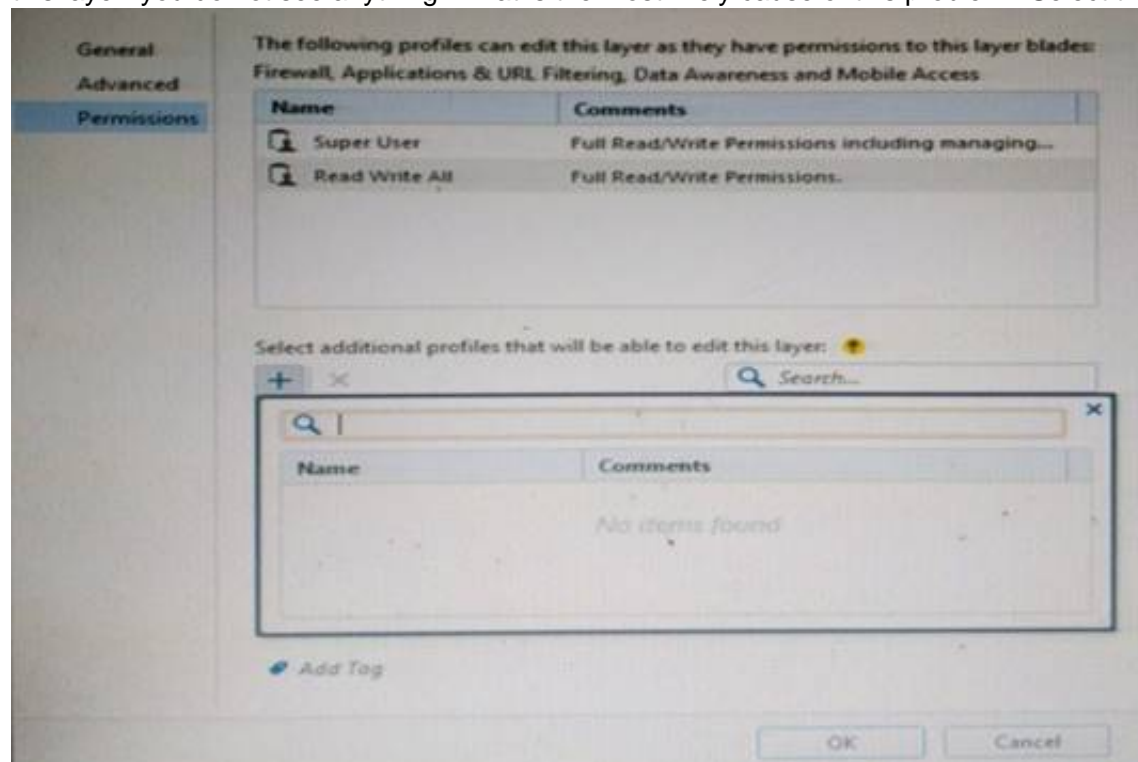 General
Advanced
Permissions
The following profiles can edit this layer as they have permissions to this layer blades:
Firewall, Applications & URL Filtering, Data Awareness and Mobile Access
Name Comments
Super User Full Read/Write Permissions including managing...
Read Write All Full Read/Write Permissions.
Select additional profiles that will be able to edit this layer:
Search...
Name Comments
No items found
Add Tag
OK Cancel